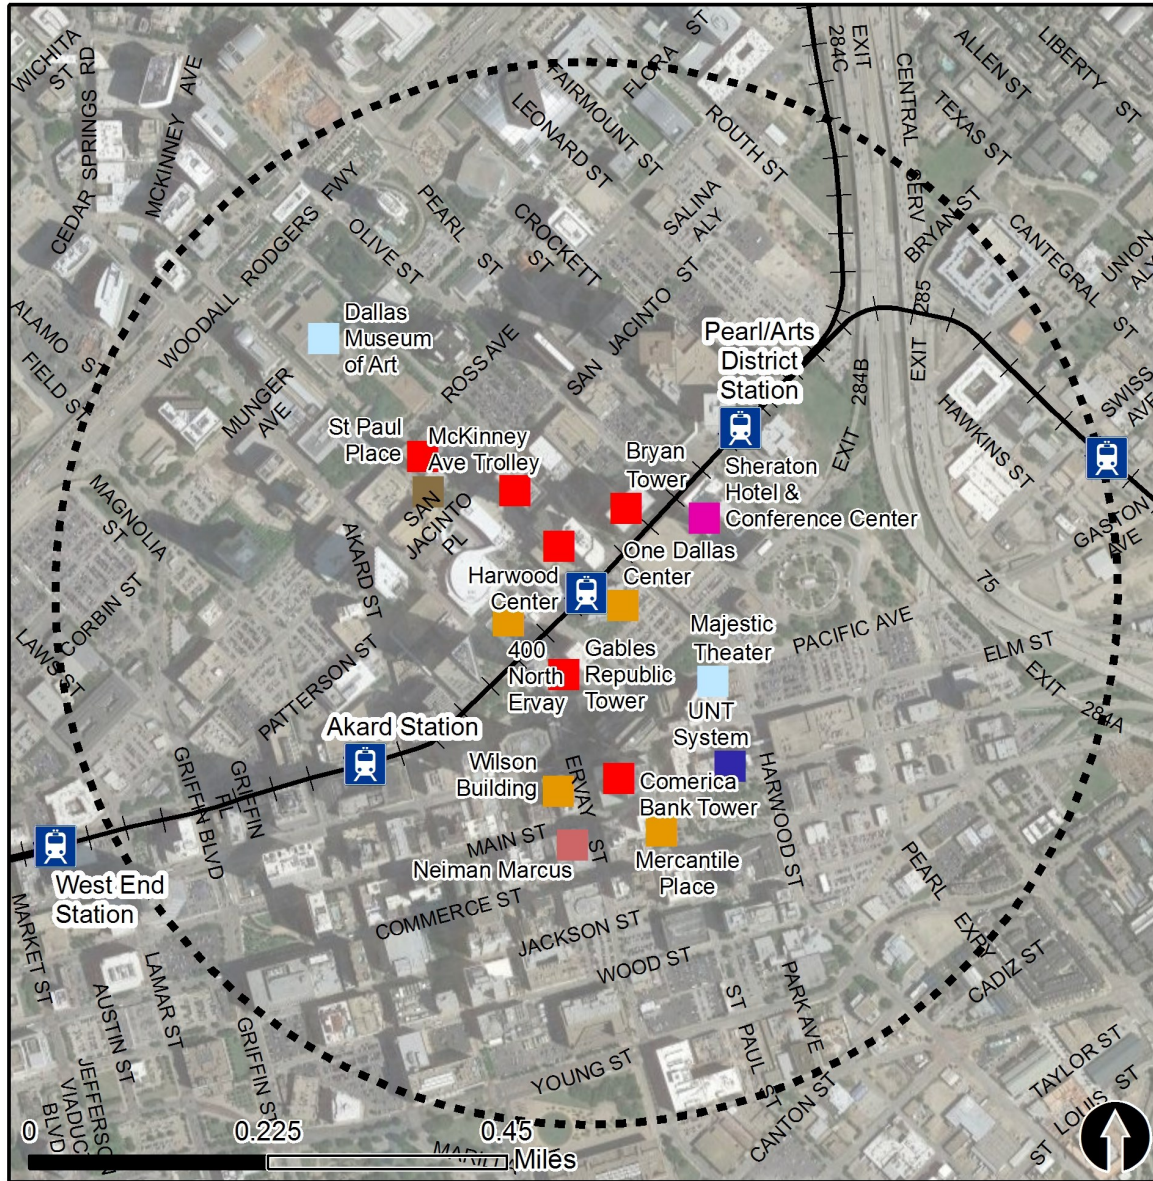 WICHITA
ST
CEDAR SPRINGS RD
MCKINNEY
AVE
FLORA
ST
FAIRMOUNT ST
LEONARD ST
ROUTH ST
EXIT
284C
CENTRAL
SERV
ALLEN ST
LIBERTY
ST
TEXAS ST
BRYAN ST
CANTEGRAL
ST
UNION
ALY
WOODALL RODGERS FWY
PEARL
ST
OLIVE ST
CROCKETT
ST
SALINA
ALY
SAN JACINTO ST
ROSS AVE
ALAMO
S
FIELD ST
MUNGER
AVE
EXIT 285
EXIT 284B
SWISS
AVE
HAWKINS ST
GASTON
AVE
Dallas
Museum
of Art
Pearl/Arts
District
Station
St Paul
Place
McKinney
Ave Trolley
Bryan
Tower
Sheraton
Hotel &
Conference Center
SAN
JACINTO
PL
MAGNOLIA
ST
AKARD ST
CORBIN ST
LAWS ST
PATTERSON ST
Harwood
Center
One Dallas
Center
400
North
Ervay
Gables
Republic
Tower
Majestic
Theater
PACIFIC AVE
ELM ST
75
EXIT
284A
UNT
System
Akard Station
Wilson
Building
ERVAY
ST
Comerica
Bank Tower
HARWOOD ST
GRIFFIN
PL
GRIFFIN BLVD
MAIN ST
Neiman Marcus
Mercantile
Place
West End
Station
COMMERCE ST
JACKSON ST
WOOD ST
PEARL
EXPY
CADIZ ST
MARKET ST
LAMAR ST
AUSTIN ST
GRIFFIN ST
ST
PAUL
ST
PARK AVE
YOUNG ST
CANTON ST
TAYLOR ST
LOUIS ST
ST
JEFFERSON
VIADUC
BLVD
0
0.225
0.45
Miles